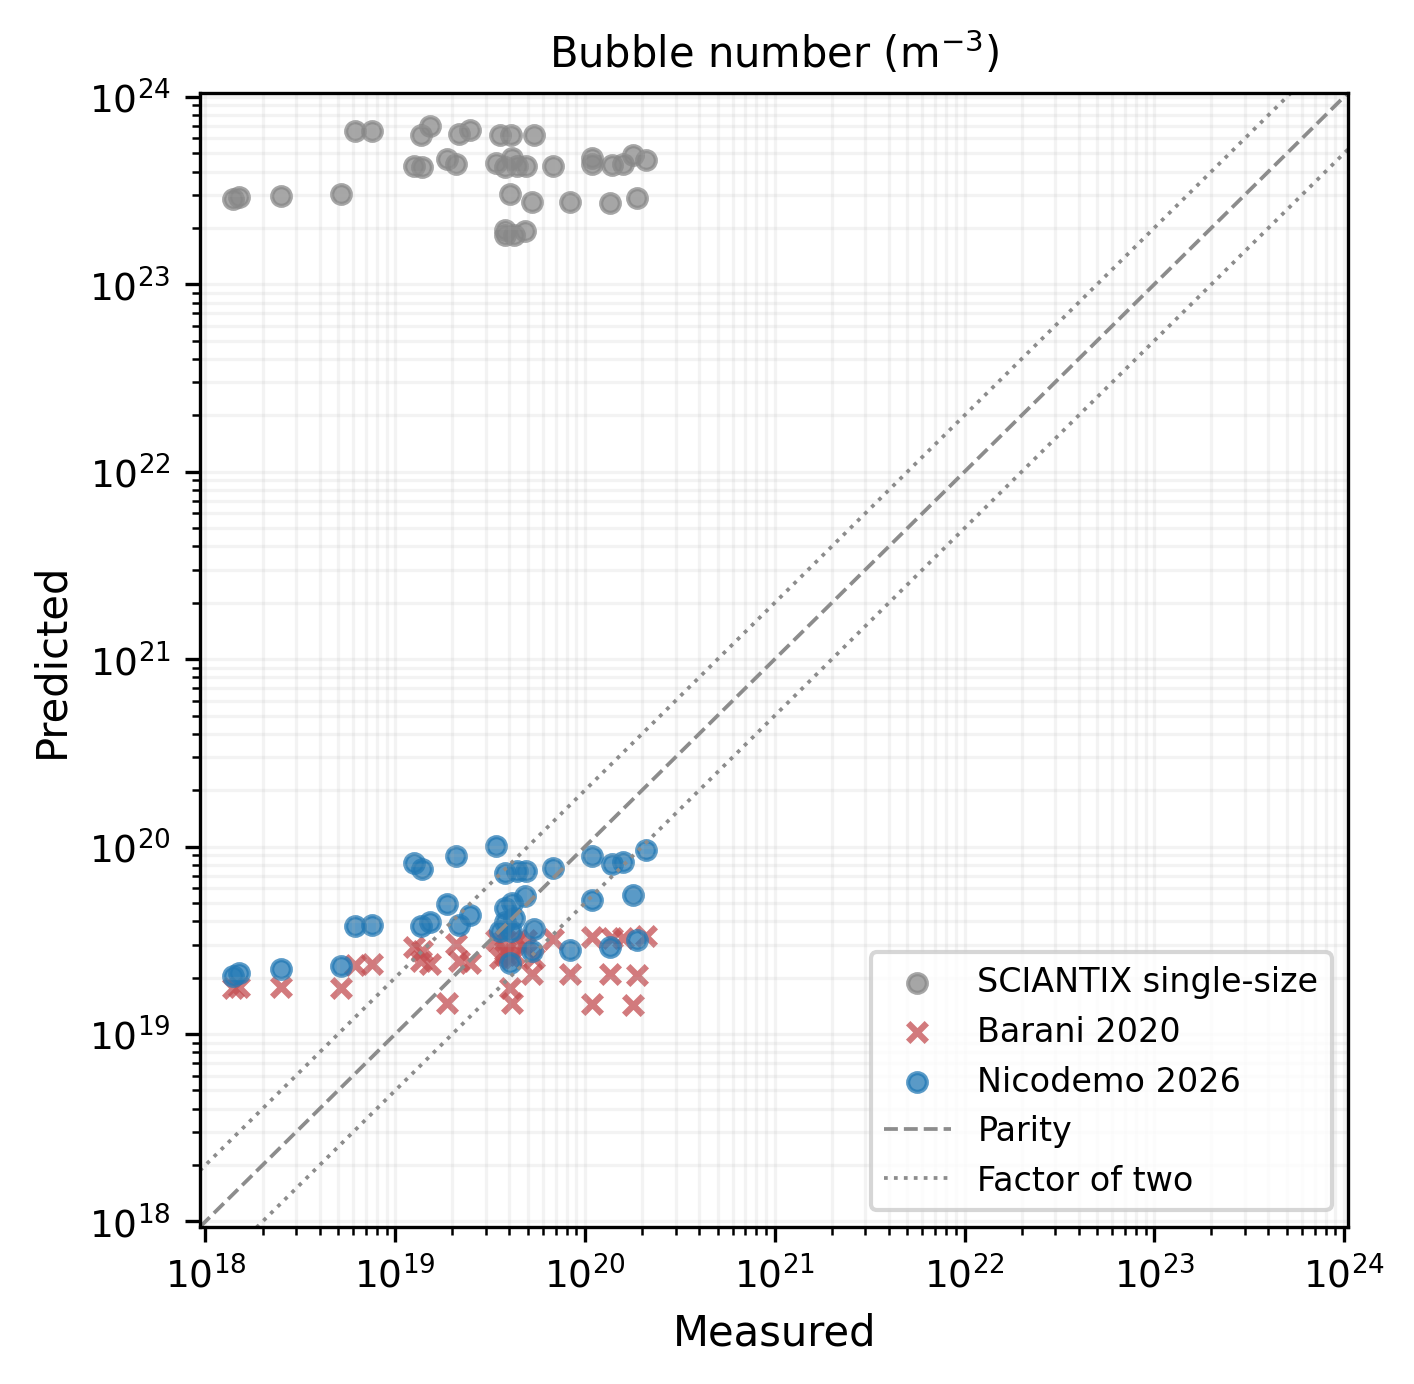 Bubble number (m⁻³)
10²⁴
10²³
10²²
10²¹
10²⁰
10¹⁹
10¹⁸
Predicted
SCIANTIX single-size
Barani 2020
Nicodemo 2026
Parity
Factor of two
10¹⁸ 10¹⁹ 10²⁰ 10²¹ 10²² 10²³ 10²⁴
Measured